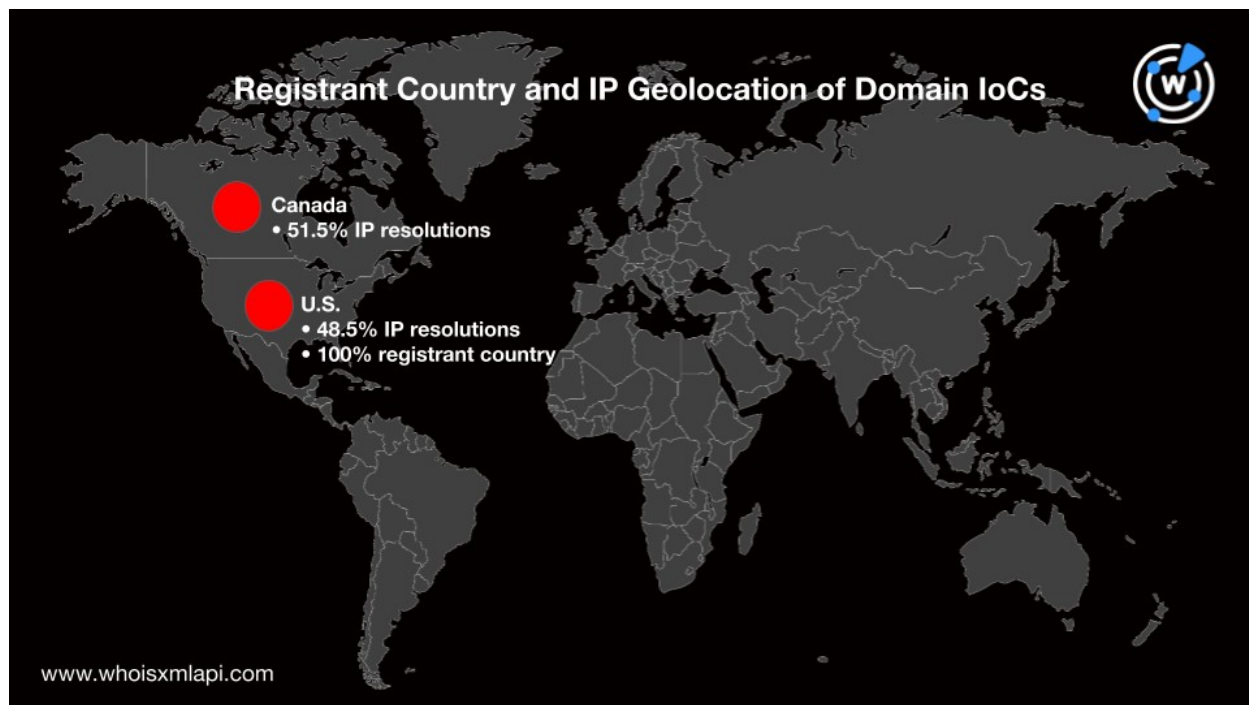 Registrant Country and IP Geolocation of Domain IoCs
W
Canada
• 51.5% IP resolutions
U.S.
• 48.5% IP resolutions
• 100% registrant country
www.whoisxmlapi.com